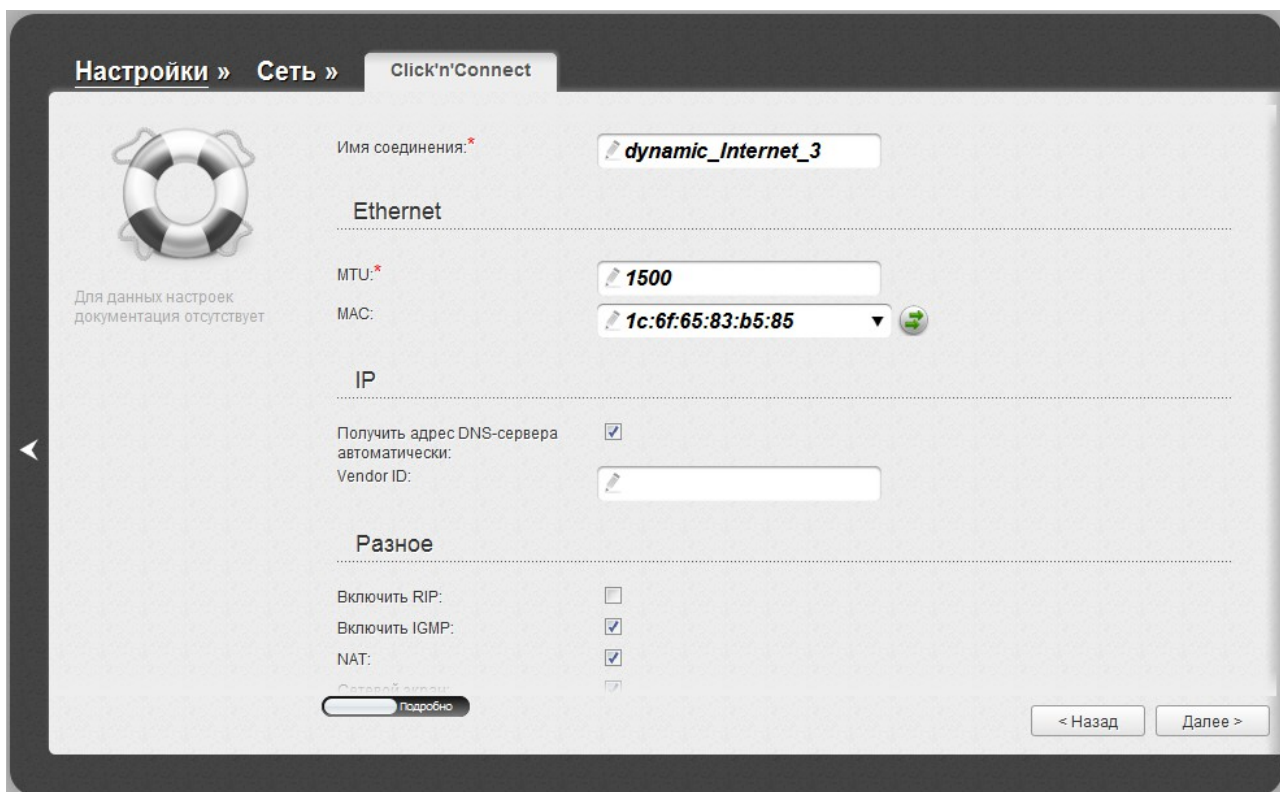 Настройки » Сеть » Click'n'Connect
Имя соединения:* dynamic_Internet_3
Ethernet
Для данных настроек
документация отсутствует
MTU:* 1500
MAC: 1c:6f:65:83:b5:85
IP
Получить адрес DNS-сервера
автоматически:
Vendor ID:
Разное
Включить RIP:
Включить IGMP:
NAT:
Сетевой экран:
Подробно
< Назад Далее >